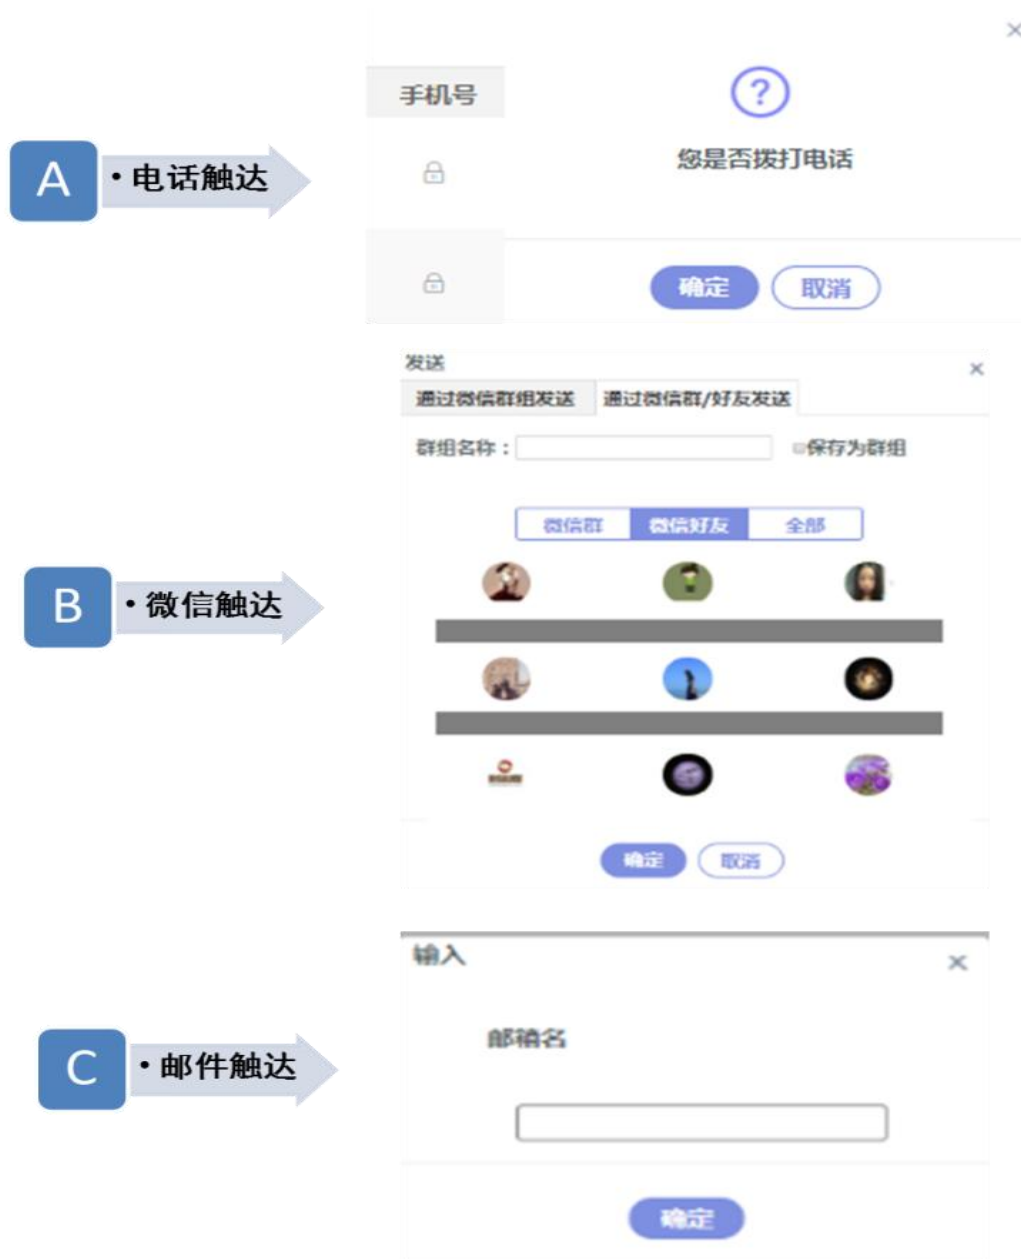 手机号
您是否拨打电话
A
•电话触达
确定
取消
发送
通过微信群组发送
通过微信群/好友发送
群组名称：
保存为群组
微信群
微信好友
全部
B
•微信触达
确定
取消
输入
邮箱名
C
•邮件触达
确定